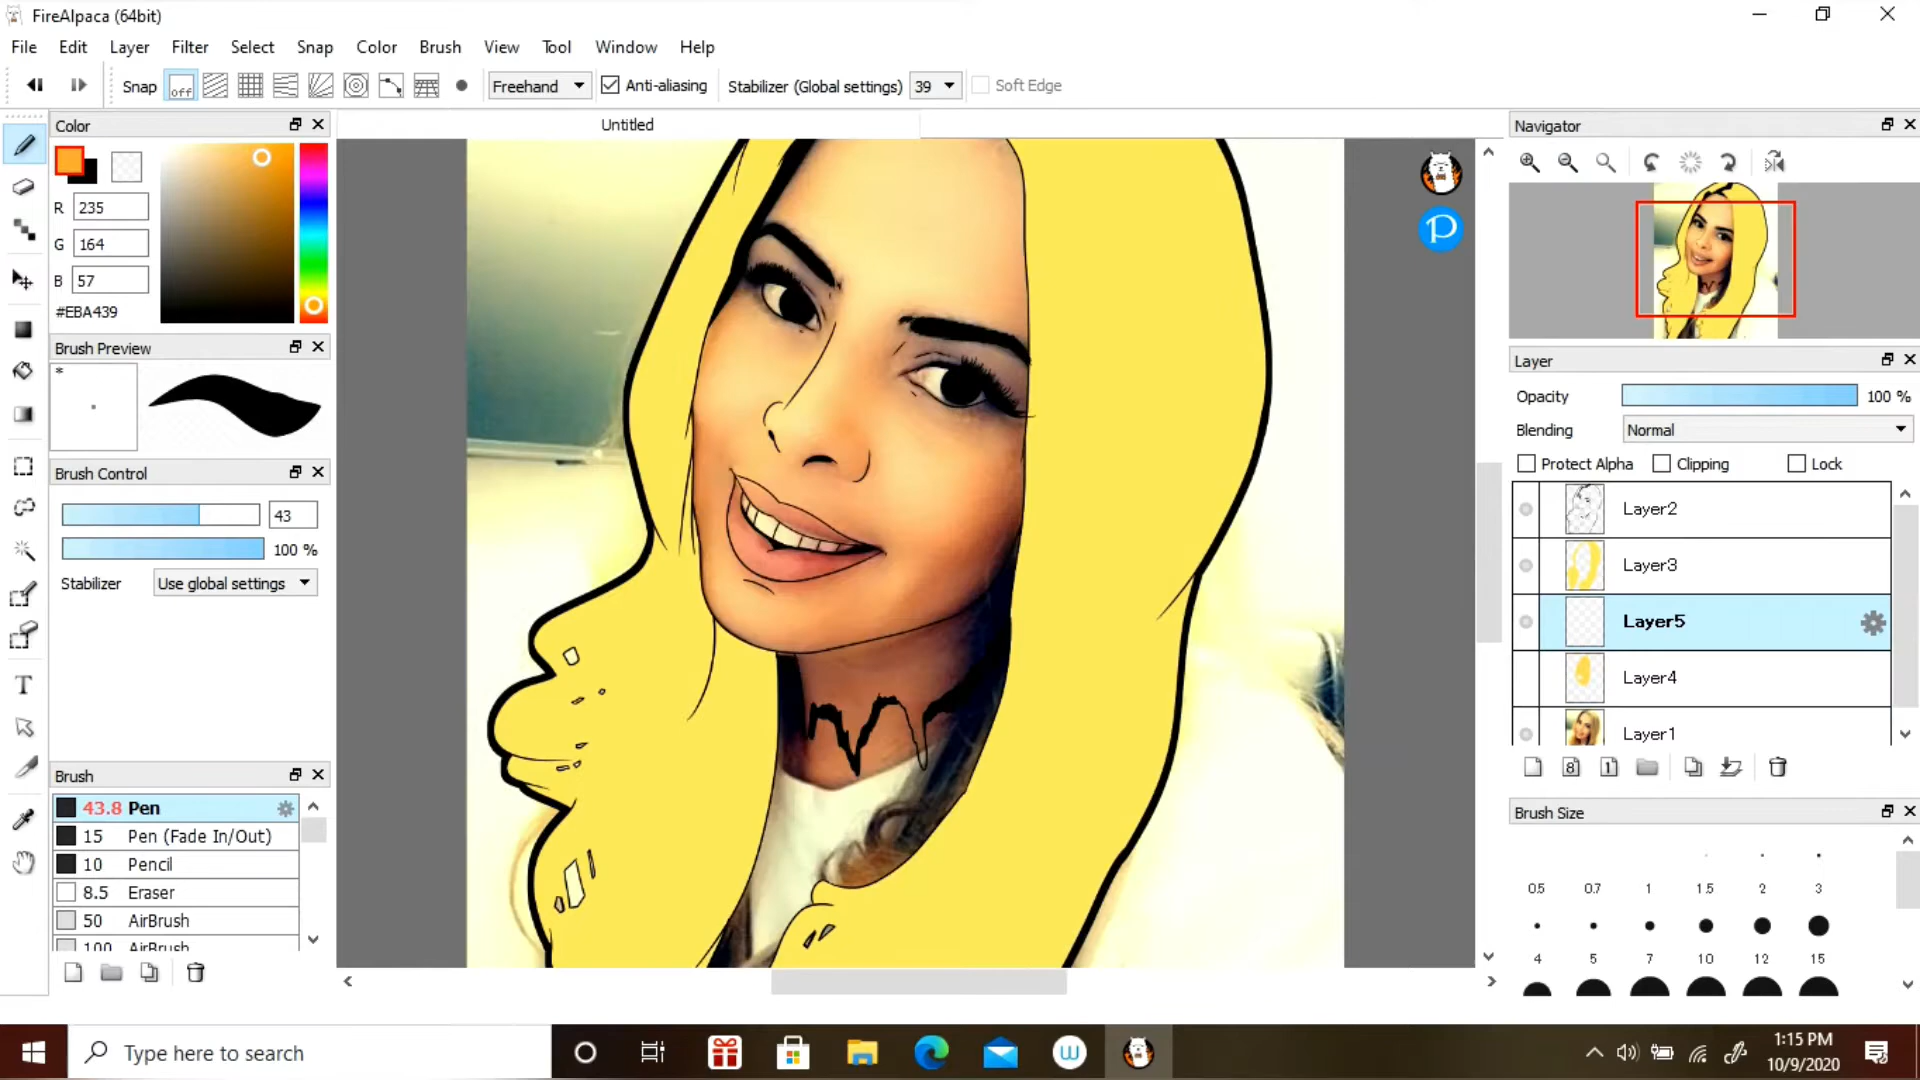 FireAlpaca (64bit)
File Edit Layer Filter Select Snap Color Brush View Tool Window Help
Snap off Freehand Anti-aliasing Stabilizer (Global settings) 39 Soft Edge
Color
R 235
G 164
B 57
#EBA439
Brush Preview
*
Brush Control
43
100 %
Stabilizer Use global settings
Brush
43.8 Pen
15 Pen (Fade In/Out)
10 Pencil
8.5 Eraser
50 AirBrush
100 AirBrush
T
Untitled
P
Navigator
Layer
Opacity 100 %
Blending Normal
Protect Alpha Clipping Lock
Layer2
Layer3
Layer5
Layer4
Layer1
8 1
Brush Size
0.5 0.7 1 1.5 2 3
4 5 7 10 12 15
Type here to search
W
1:15 PM
10/9/2020